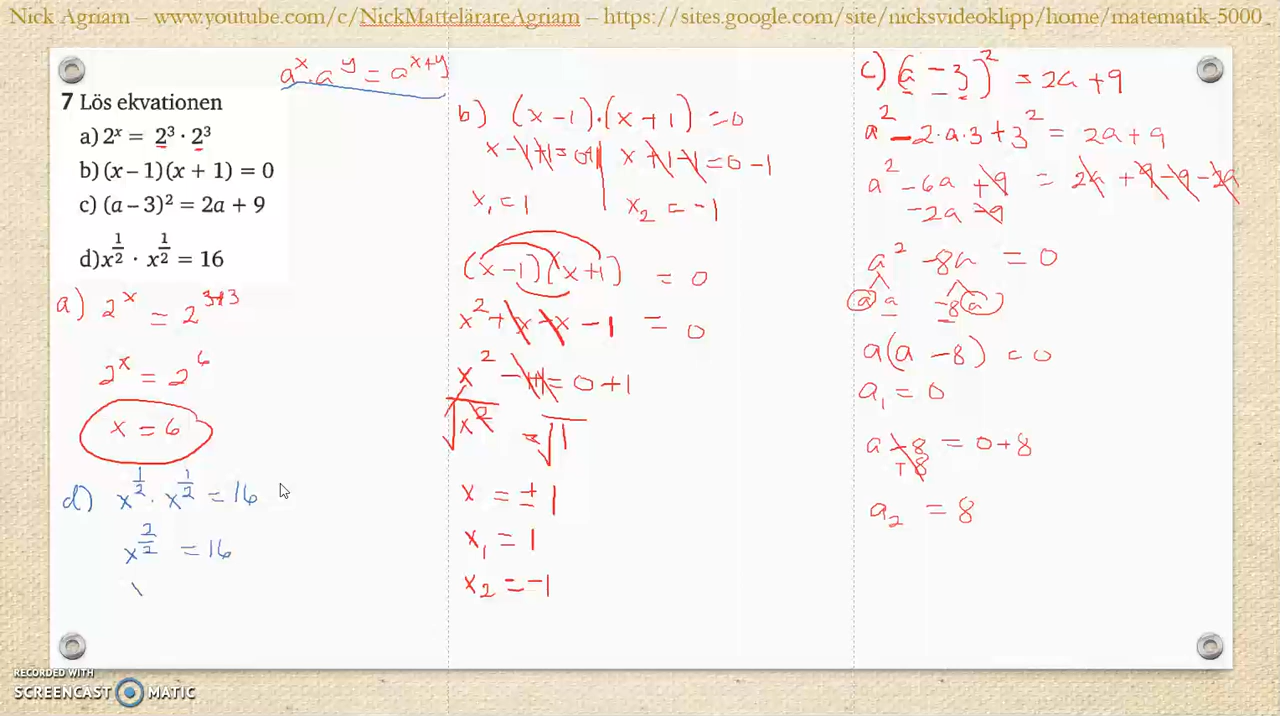 Nick Agnam – www.youtube.com/c/NickMattelärareAgnam – https://sites.google.com/site/nicksvideoklipp/home/matematik-5000
a^x · a^y = a^(x+y)
7 Lös ekvationen
a) 2^x = 2^3 · 2^3
b) (x – 1)(x + 1) = 0
c) (a – 3)^2 = 2a + 9
d) x^(1/2) · x^(1/2) = 16
a) 2^x = 2^(3+3)
2^x = 2^6
x = 6
d) x^(1/2) · x^(1/2) = 16
x^(2/2) = 16
b) (x – 1)·(x + 1) = 0
x – 1 + 1 = 0 + 1 | x + 1 – 1 = 0 – 1
x₁ = 1 | x₂ = –1
(x – 1)(x + 1) = 0
x^2 + x – x – 1 = 0
x^2 – 1 + 1 = 0 + 1
√x^2 = √1
x = ± 1
x₁ = 1
x₂ = –1
c) (a – 3)^2 = 2a + 9
a^2 – 2·a·3 + 3^2 = 2a + 9
a^2 – 6a + 9 = 2a + 9 – 9 – 2a
–2a –9
a^2 – 8a = 0
a a –8 a
a(a – 8) = 0
a₁ = 0
a – 8 = 0 + 8
+8
a₂ = 8
RECORDED WITH
SCREENCAST MATIC